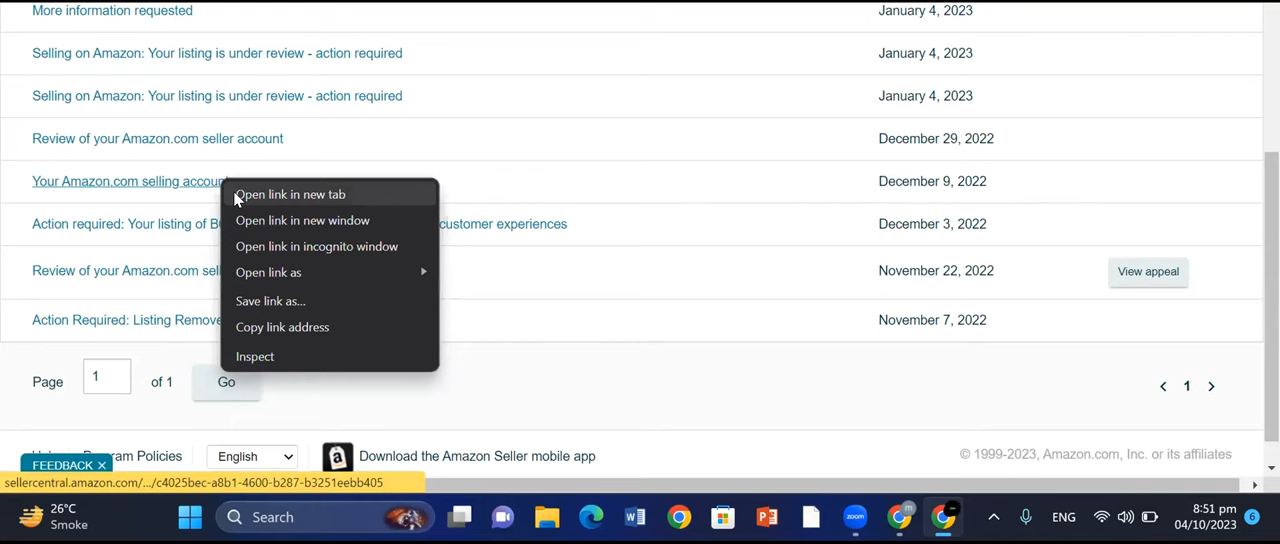 More information requested January 4, 2023
Selling on Amazon: Your listing is under review - action required January 4, 2023
Selling on Amazon: Your listing is under review - action required January 4, 2023
Review of your Amazon.com seller account December 29, 2022
Your Amazon.com selling account December 9, 2022
Open link in new tab
Open link in new window
Action required: Your listing of B customer experiences December 3, 2022
Open link in incognito window
Review of your Amazon.com sel November 22, 2022 View appeal
Open link as
Save link as...
Action Required: Listing Remove November 7, 2022
Copy link address
Inspect
Page 1 of 1 Go 1
Program Policies English Download the Amazon Seller mobile app © 1999-2023, Amazon.com, Inc. or its affiliates
FEEDBACK ×
sellercentral.amazon.com/.../c4025bec-a8b1-4600-b287-b3251eebb405
26°C
Smoke
Search
zoom
m
ENG
8:51 pm
04/10/2023
6